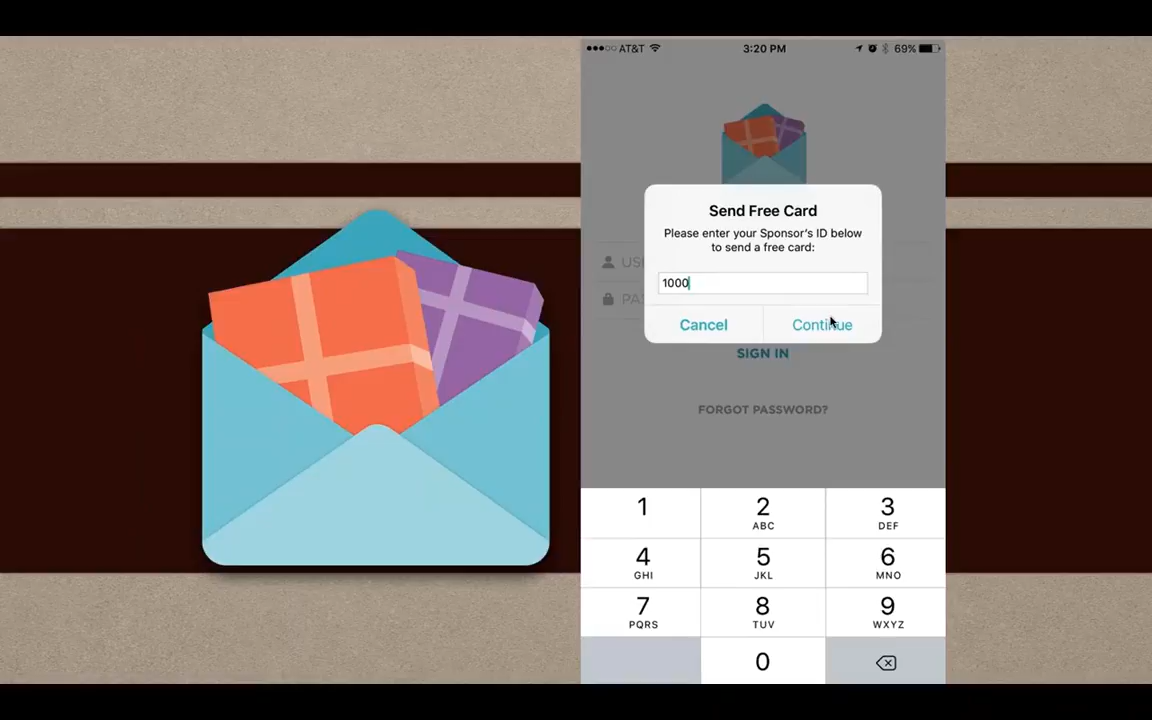 AT&T 3:20 PM 69%
Send Free Card
Please enter your Sponsor's ID below
to send a free card:
1000
Cancel Continue
SIGN IN
FORGOT PASSWORD?
1 2 3
ABC DEF
4 5 6
GHI JKL MNO
7 8 9
PQRS TUV WXYZ
0